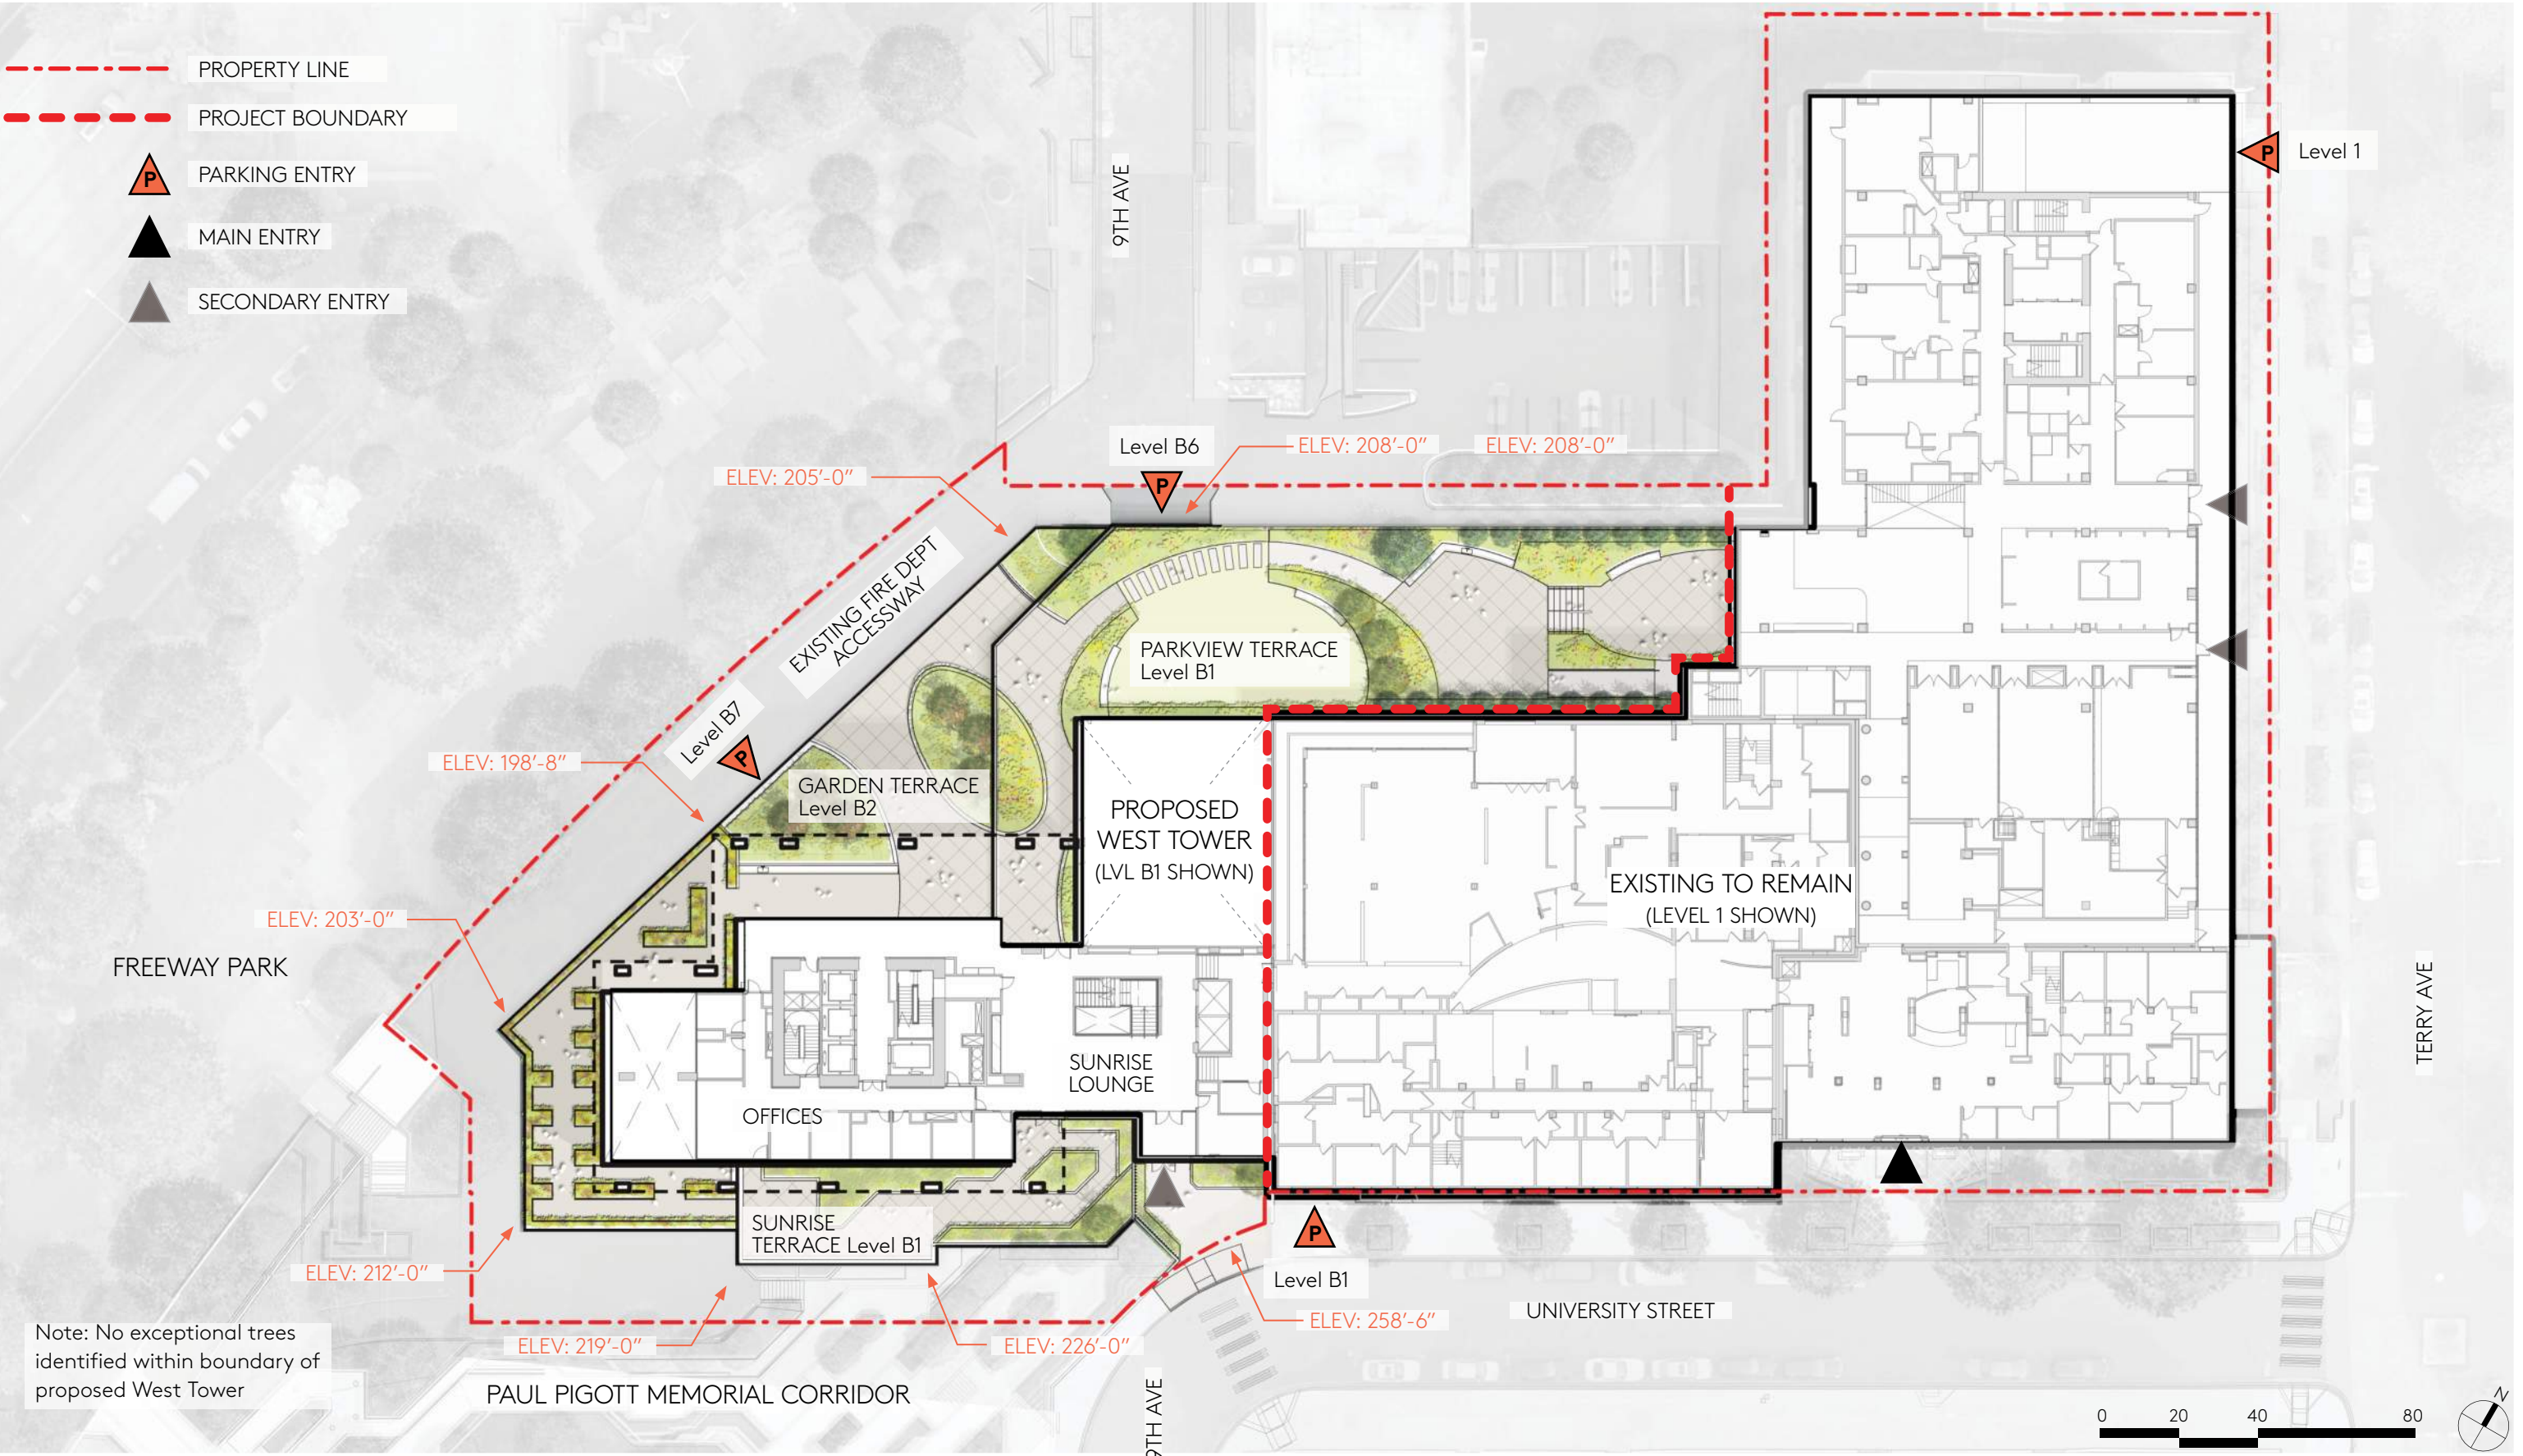 PROPERTY LINE
PROJECT BOUNDARY
P
PARKING ENTRY
MAIN ENTRY
SECONDARY ENTRY
9TH AVE
P
Level 1
Level B6
P
ELEV: 208'-0"
ELEV: 208'-0"
ELEV: 205'-0"
EXISTING FIRE DEPT
ACCESSWAY
PARKVIEW TERRACE
Level B1
Level B7
P
ELEV: 198'-8"
GARDEN TERRACE
Level B2
PROPOSED
WEST TOWER
(LVL B1 SHOWN)
EXISTING TO REMAIN
(LEVEL 1 SHOWN)
ELEV: 203'-0"
FREEWAY PARK
TERRY AVE
SUNRISE
LOUNGE
OFFICES
SUNRISE
TERRACE Level B1
P
Level B1
ELEV: 212'-0"
ELEV: 258'-6"
UNIVERSITY STREET
ELEV: 219'-0"
ELEV: 226'-0"
Note: No exceptional trees
identified within boundary of
proposed West Tower
PAUL PIGOTT MEMORIAL CORRIDOR
9TH AVE
0 20 40 80
N